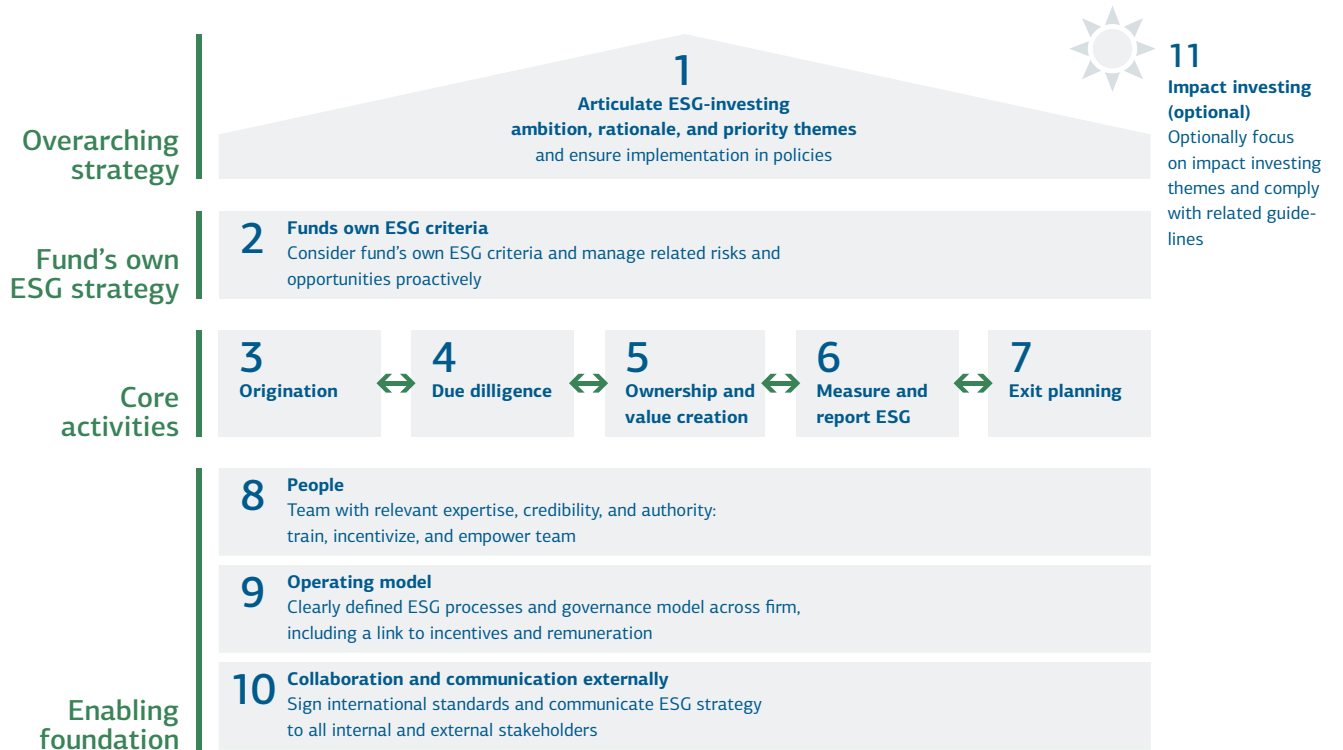 1
Articulate ESG-investing
ambition, rationale, and priority themes
and ensure implementation in policies
11
Impact investing
(optional)
Optionally focus
on impact investing
themes and comply
with related guide-
lines
Overarching
strategy
2
Funds own ESG criteria
Consider fund’s own ESG criteria and manage related risks and
opportunities proactively
Fund’s own
ESG strategy
3
Origination
4
Due dilligence
5
Ownership and
value creation
6
Measure and
report ESG
7
Exit planning
Core
activities
8
People
Team with relevant expertise, credibility, and authority:
train, incentivize, and empower team
9
Operating model
Clearly defined ESG processes and governance model across firm,
including a link to incentives and remuneration
10
Collaboration and communication externally
Sign international standards and communicate ESG strategy
to all internal and external stakeholders
Enabling
foundation